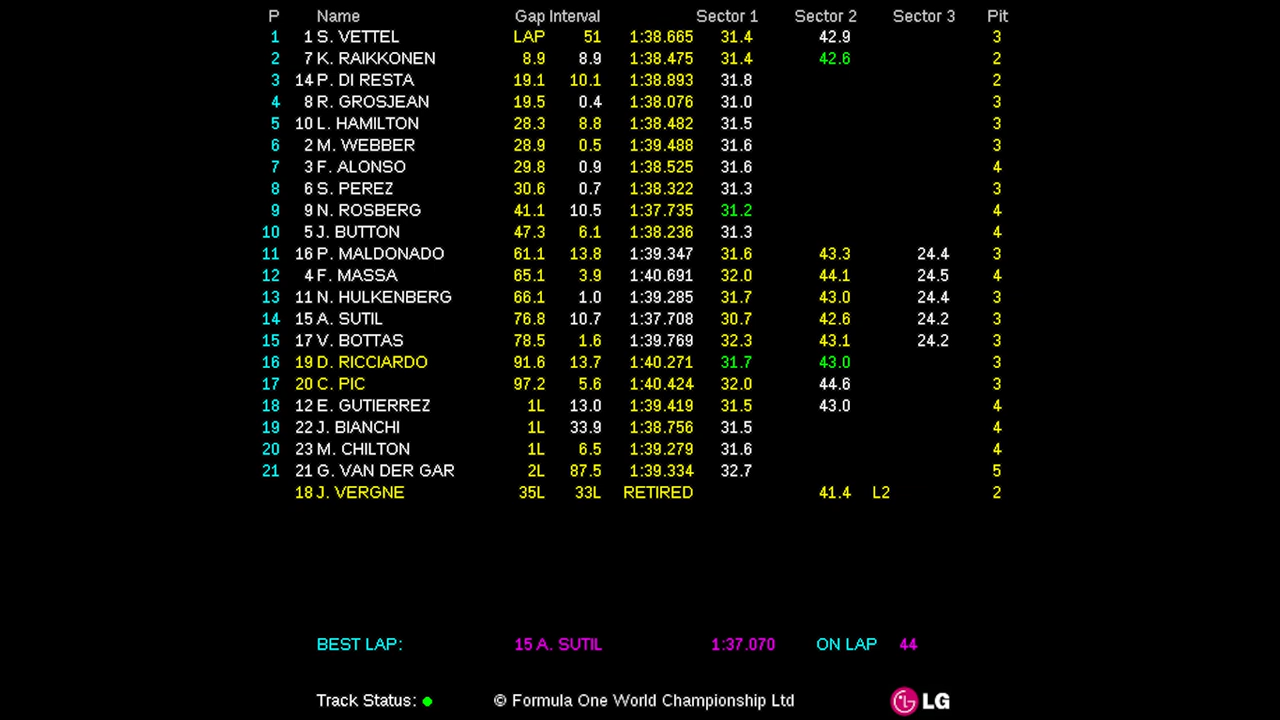 P Name Gap Interval Sector 1 Sector 2 Sector 3 Pit
1 1 S. VETTEL LAP 51 1:38.665 31.4 42.9 3
2 7 K. RAIKKONEN 8.9 8.9 1:38.475 31.4 42.6 2
3 14 P. DI RESTA 19.1 10.1 1:38.893 31.8 2
4 8 R. GROSJEAN 19.5 0.4 1:38.076 31.0 3
5 10 L. HAMILTON 28.3 8.8 1:38.482 31.5 3
6 2 M. WEBBER 28.9 0.5 1:39.488 31.6 3
7 3 F. ALONSO 29.8 0.9 1:38.525 31.6 4
8 6 S. PEREZ 30.6 0.7 1:38.322 31.3 3
9 9 N. ROSBERG 41.1 10.5 1:37.735 31.2 4
10 5 J. BUTTON 47.3 6.1 1:38.236 31.3 4
11 16 P. MALDONADO 61.1 13.8 1:39.347 31.6 43.3 24.4 3
12 4 F. MASSA 65.1 3.9 1:40.691 32.0 44.1 24.5 4
13 11 N. HULKENBERG 66.1 1.0 1:39.285 31.7 43.0 24.4 3
14 15 A. SUTIL 76.8 10.7 1:37.708 30.7 42.6 24.2 3
15 17 V. BOTTAS 78.5 1.6 1:39.769 32.3 43.1 24.2 3
16 19 D. RICCIARDO 91.6 13.7 1:40.271 31.7 43.0 3
17 20 C. PIC 97.2 5.6 1:40.424 32.0 44.6 3
18 12 E. GUTIERREZ 1L 13.0 1:39.419 31.5 43.0 4
19 22 J. BIANCHI 1L 33.9 1:38.756 31.5 4
20 23 M. CHILTON 1L 6.5 1:39.279 31.6 4
21 21 G. VAN DER GAR 2L 87.5 1:39.334 32.7 5
18 J. VERGNE 35L 33L RETIRED 41.4 L2 2
BEST LAP: 15 A. SUTIL 1:37.070 ON LAP 44
Track Status: © Formula One World Championship Ltd LG